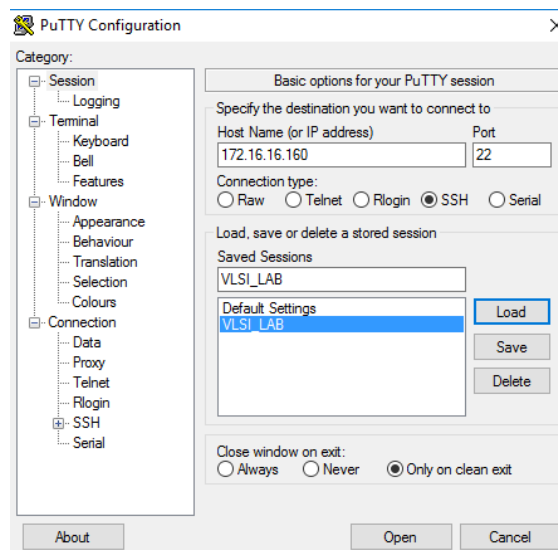 PuTTY Configuration
Category:
Session
Logging
Terminal
Keyboard
Bell
Features
Window
Appearance
Behaviour
Translation
Selection
Colours
Connection
Data
Proxy
Telnet
Rlogin
SSH
Serial
Basic options for your PuTTY session
Specify the destination you want to connect to
Host Name (or IP address) Port
172.16.16.160 22
Connection type:
Raw Telnet Rlogin SSH Serial
Load, save or delete a stored session
Saved Sessions
VLSI_LAB
Default Settings
VLSI_LAB
Load
Save
Delete
Close window on exit:
Always Never Only on clean exit
About Open Cancel